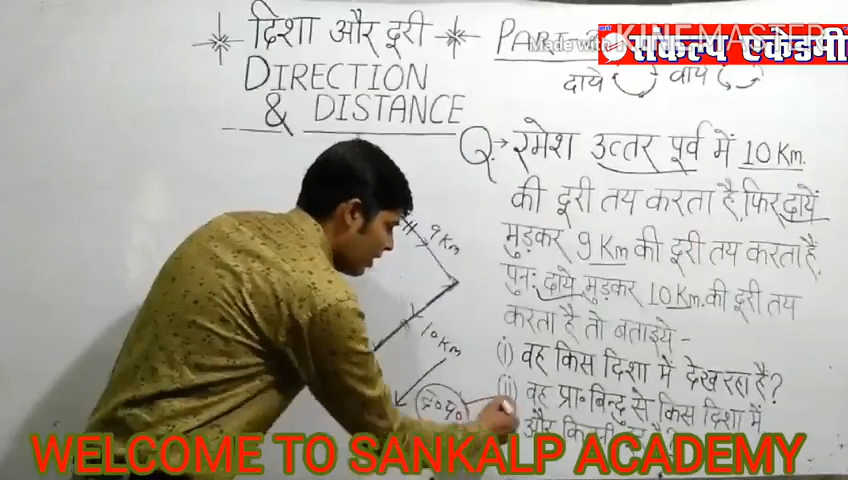 दिशा और दूरी
DIRECTION
& DISTANCE
PART
Made with
KINEMASTER
संकल्प एकेडमी
दाये वाये
Q. रमेश उत्तर पूर्व में 10 Km.
की दूरी तय करता है, फिर दायें
मुड़कर 9 Km की दूरी तय करता है,
पुनः दाये मुड़कर 10 Km. की दूरी तय
करता है तो बताइये -
(i) वह किस दिशा में देख रहा है?
(ii) वह प्रा॰ बिन्दु से किस दिशा में
और
है?
9 Km
10 Km
द॰प॰
WELCOME TO SANKALP ACADEMY